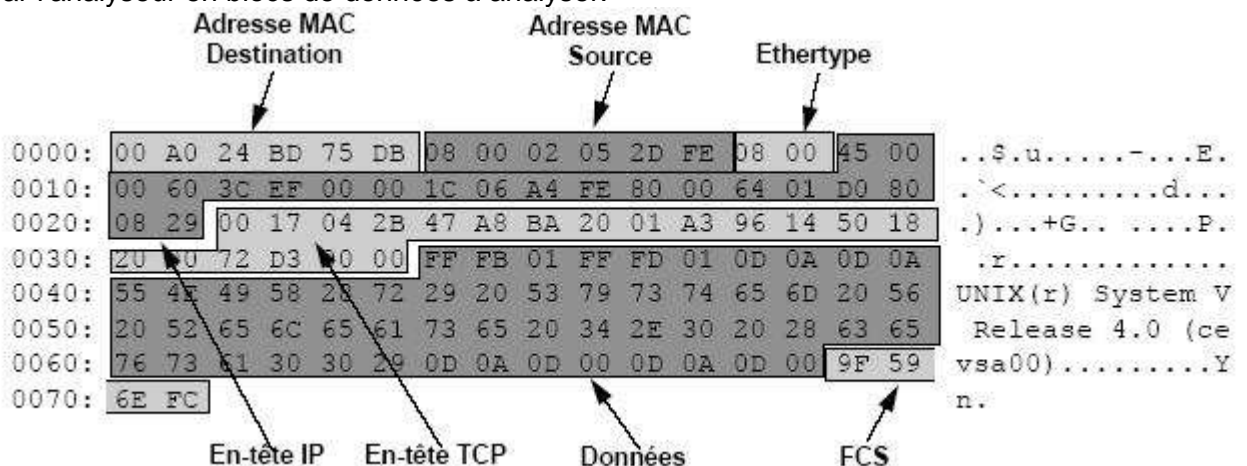 Adresse MAC Destination
Adresse MAC Source
Ethertype
0000: 00 A0 24 BD 75 DB 08 00 02 05 2D FE 08 00 45 00 ..$.u.....-...E.
0010: 00 60 3C EF 00 00 1C 06 A4 FE 80 00 64 01 D0 80 .`<.........d...
0020: 08 29 00 17 04 2B 47 A8 BA 20 01 A3 96 14 50 18 .)...+G.. ....P.
0030: 20 72 D3 00 FF FB 01 FF FD 01 0D 0A 0D 0A .r.............
0040: 55 4E 49 58 28 72 29 20 53 79 73 74 65 6D 20 56 UNIX(r) System V
0050: 20 52 65 6C 65 61 73 65 20 34 2E 30 20 28 63 65 Release 4.0 (ce
0060: 76 73 61 30 30 29 0D 0A 0D 00 0D 0A 0D 00 9F 59 vsa00).........Y
0070: 6E FC n.
En-tête IP
En-tête TCP
Données
FCS